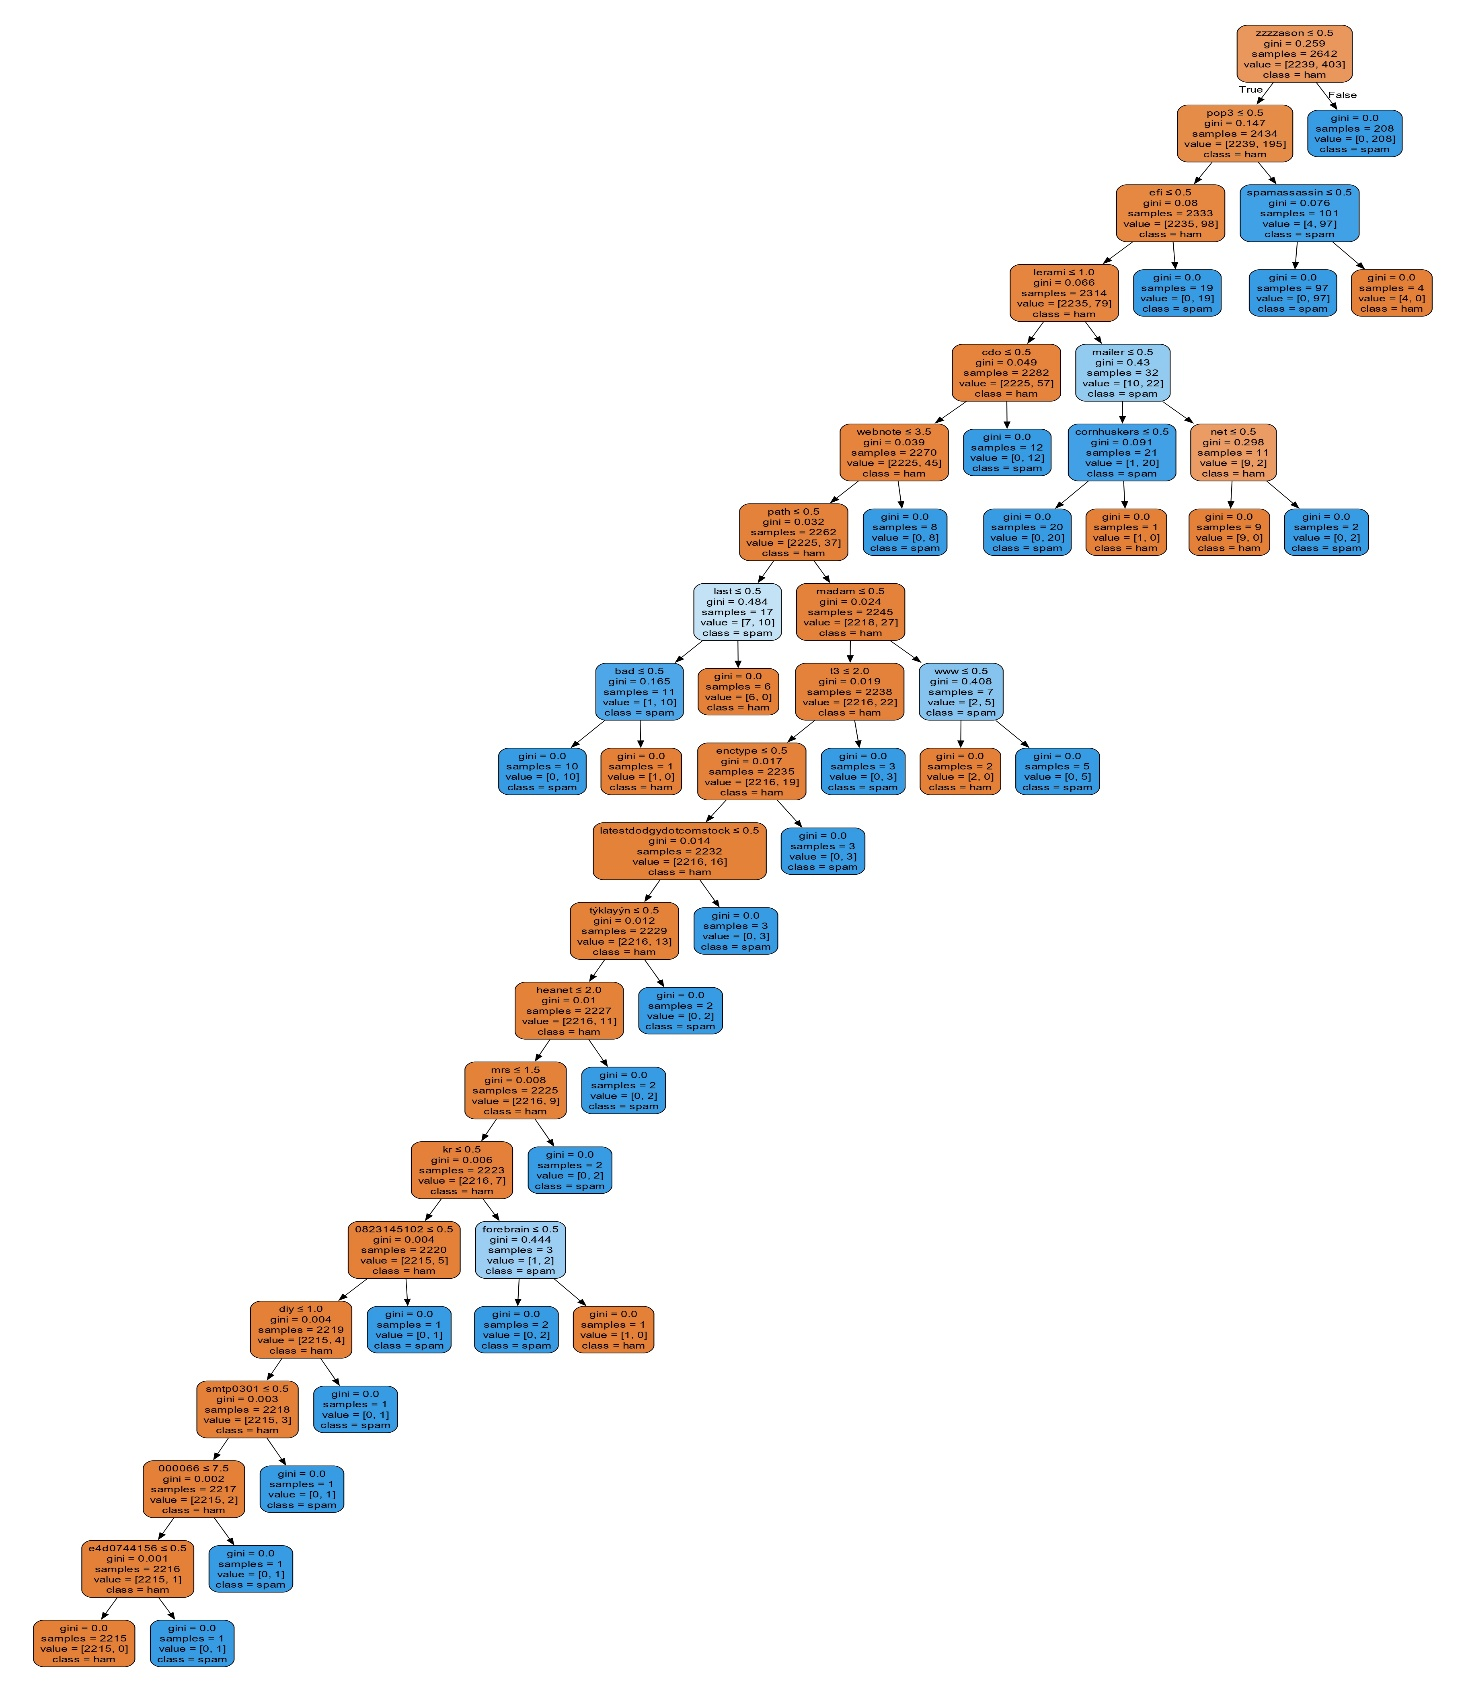 zzzzason ≤ 0.5
gini = 0.259
samples = 2642
value = [2239, 403]
class = ham
True
False
pop3 ≤ 0.5
gini = 0.147
samples = 2434
value = [2239, 195]
class = ham
gini = 0.0
samples = 208
value = [0, 208]
class = spam
efi ≤ 0.5
gini = 0.08
samples = 2333
value = [2235, 98]
class = ham
spamassassin ≤ 0.5
gini = 0.076
samples = 101
value = [4, 97]
class = spam
lerami ≤ 1.0
gini = 0.066
samples = 2314
value = [2235, 79]
class = ham
gini = 0.0
samples = 19
value = [0, 19]
class = spam
gini = 0.0
samples = 97
value = [0, 97]
class = spam
gini = 0.0
samples = 4
value = [4, 0]
class = ham
cdo ≤ 0.5
gini = 0.049
samples = 2282
value = [2225, 57]
class = ham
mailer ≤ 0.5
gini = 0.43
samples = 32
value = [10, 22]
class = spam
webnote ≤ 3.5
gini = 0.039
samples = 2270
value = [2225, 45]
class = ham
gini = 0.0
samples = 12
value = [0, 12]
class = spam
cornhuskers ≤ 0.5
gini = 0.091
samples = 21
value = [1, 20]
class = spam
net ≤ 0.5
gini = 0.298
samples = 11
value = [9, 2]
class = ham
path ≤ 0.5
gini = 0.032
samples = 2262
value = [2225, 37]
class = ham
gini = 0.0
samples = 8
value = [0, 8]
class = spam
gini = 0.0
samples = 20
value = [0, 20]
class = spam
gini = 0.0
samples = 1
value = [1, 0]
class = ham
gini = 0.0
samples = 9
value = [9, 0]
class = ham
gini = 0.0
samples = 2
value = [0, 2]
class = spam
last ≤ 0.5
gini = 0.484
samples = 17
value = [7, 10]
class = spam
madam ≤ 0.5
gini = 0.024
samples = 2245
value = [2218, 27]
class = ham
bad ≤ 0.5
gini = 0.165
samples = 11
value = [1, 10]
class = spam
gini = 0.0
samples = 6
value = [6, 0]
class = ham
t3 ≤ 2.0
gini = 0.019
samples = 2238
value = [2216, 22]
class = ham
www ≤ 0.5
gini = 0.408
samples = 7
value = [2, 5]
class = spam
gini = 0.0
samples = 10
value = [0, 10]
class = spam
gini = 0.0
samples = 1
value = [1, 0]
class = ham
enctype ≤ 0.5
gini = 0.017
samples = 2235
value = [2216, 19]
class = ham
gini = 0.0
samples = 3
value = [0, 3]
class = spam
gini = 0.0
samples = 2
value = [2, 0]
class = ham
gini = 0.0
samples = 5
value = [0, 5]
class = spam
latestdodgydotcomstock ≤ 0.5
gini = 0.014
samples = 2232
value = [2216, 16]
class = ham
gini = 0.0
samples = 3
value = [0, 3]
class = spam
týklayýn ≤ 0.5
gini = 0.012
samples = 2229
value = [2216, 13]
class = ham
gini = 0.0
samples = 3
value = [0, 3]
class = spam
heanet ≤ 2.0
gini = 0.01
samples = 2227
value = [2216, 11]
class = ham
gini = 0.0
samples = 2
value = [0, 2]
class = spam
mrs ≤ 1.5
gini = 0.008
samples = 2225
value = [2216, 9]
class = ham
gini = 0.0
samples = 2
value = [0, 2]
class = spam
kr ≤ 0.5
gini = 0.006
samples = 2223
value = [2216, 7]
class = ham
gini = 0.0
samples = 2
value = [0, 2]
class = spam
0823145102 ≤ 0.5
gini = 0.004
samples = 2220
value = [2215, 5]
class = ham
forebrain ≤ 0.5
gini = 0.444
samples = 3
value = [1, 2]
class = spam
diy ≤ 1.0
gini = 0.004
samples = 2219
value = [2215, 4]
class = ham
gini = 0.0
samples = 1
value = [0, 1]
class = spam
gini = 0.0
samples = 2
value = [0, 2]
class = spam
gini = 0.0
samples = 1
value = [1, 0]
class = ham
smtp0301 ≤ 0.5
gini = 0.003
samples = 2218
value = [2215, 3]
class = ham
gini = 0.0
samples = 1
value = [0, 1]
class = spam
000066 ≤ 7.5
gini = 0.002
samples = 2217
value = [2215, 2]
class = ham
gini = 0.0
samples = 1
value = [0, 1]
class = spam
e4d0744156 ≤ 0.5
gini = 0.001
samples = 2216
value = [2215, 1]
class = ham
gini = 0.0
samples = 1
value = [0, 1]
class = spam
gini = 0.0
samples = 2215
value = [2215, 0]
class = ham
gini = 0.0
samples = 1
value = [0, 1]
class = spam